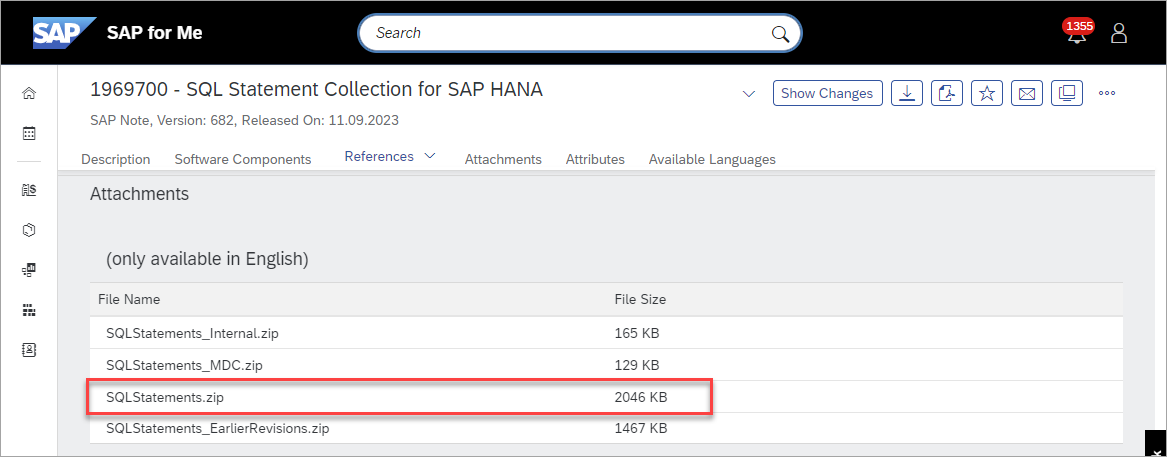 SAP SAP for Me Search 1355
1969700 - SQL Statement Collection for SAP HANA Show Changes
SAP Note, Version: 682, Released On: 11.09.2023
Description Software Components References Attachments Attributes Available Languages
Attachments
(only available in English)
File Name File Size
SQLStatements_Internal.zip 165 KB
SQLStatements_MDC.zip 129 KB
SQLStatements.zip 2046 KB
SQLStatements_EarlierRevisions.zip 1467 KB